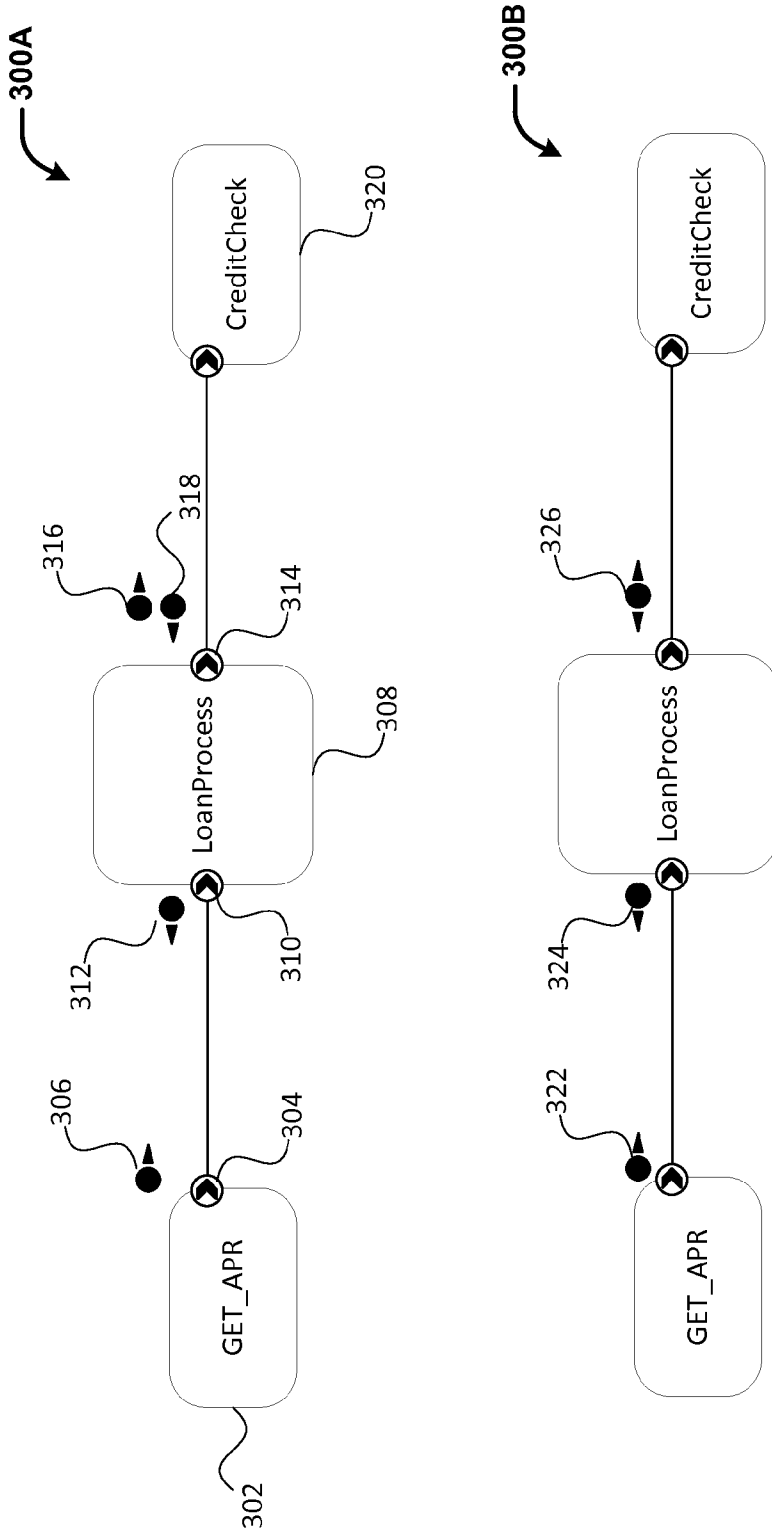 300A
316
318
306
312
GET_APR
LoanProcess
CreditCheck
304
310
314
302
308
320
300B
322
324
326
GET_APR
LoanProcess
CreditCheck